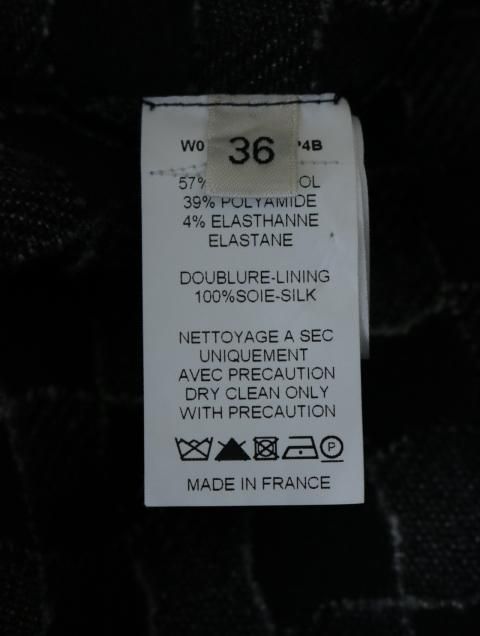 W0 36 P4B
57% OL
39% POLYAMIDE
4% ELASTHANNE
ELASTANE
DOUBLURE-LINING
100%SOIE-SILK
NETTOYAGE A SEC
UNIQUEMENT
AVEC PRECAUTION
DRY CLEAN ONLY
WITH PRECAUTION
P
MADE IN FRANCE